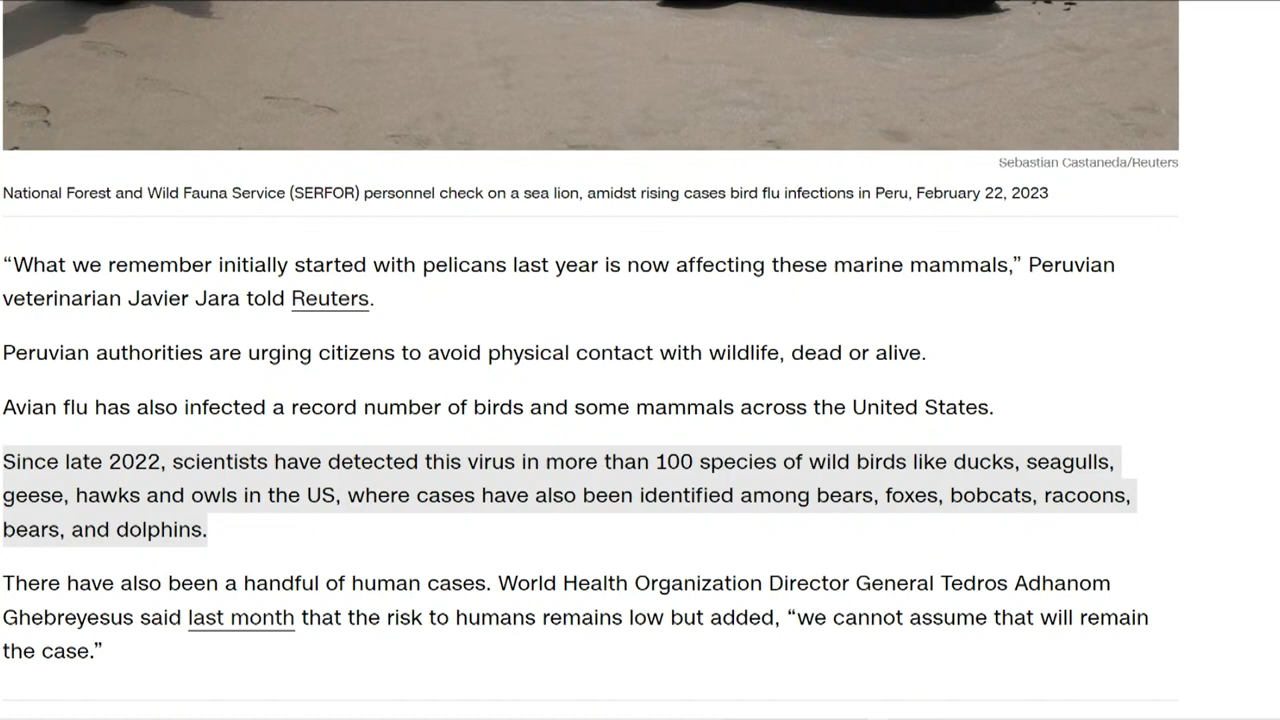 Sebastian Castaneda/Reuters
National Forest and Wild Fauna Service (SERFOR) personnel check on a sea lion, amidst rising cases bird flu infections in Peru, February 22, 2023
“What we remember initially started with pelicans last year is now affecting these marine mammals,” Peruvian
veterinarian Javier Jara told Reuters.
Peruvian authorities are urging citizens to avoid physical contact with wildlife, dead or alive.
Avian flu has also infected a record number of birds and some mammals across the United States.
Since late 2022, scientists have detected this virus in more than 100 species of wild birds like ducks, seagulls,
geese, hawks and owls in the US, where cases have also been identified among bears, foxes, bobcats, racoons,
bears, and dolphins.
There have also been a handful of human cases. World Health Organization Director General Tedros Adhanom
Ghebreyesus said last month that the risk to humans remains low but added, “we cannot assume that will remain
the case.”